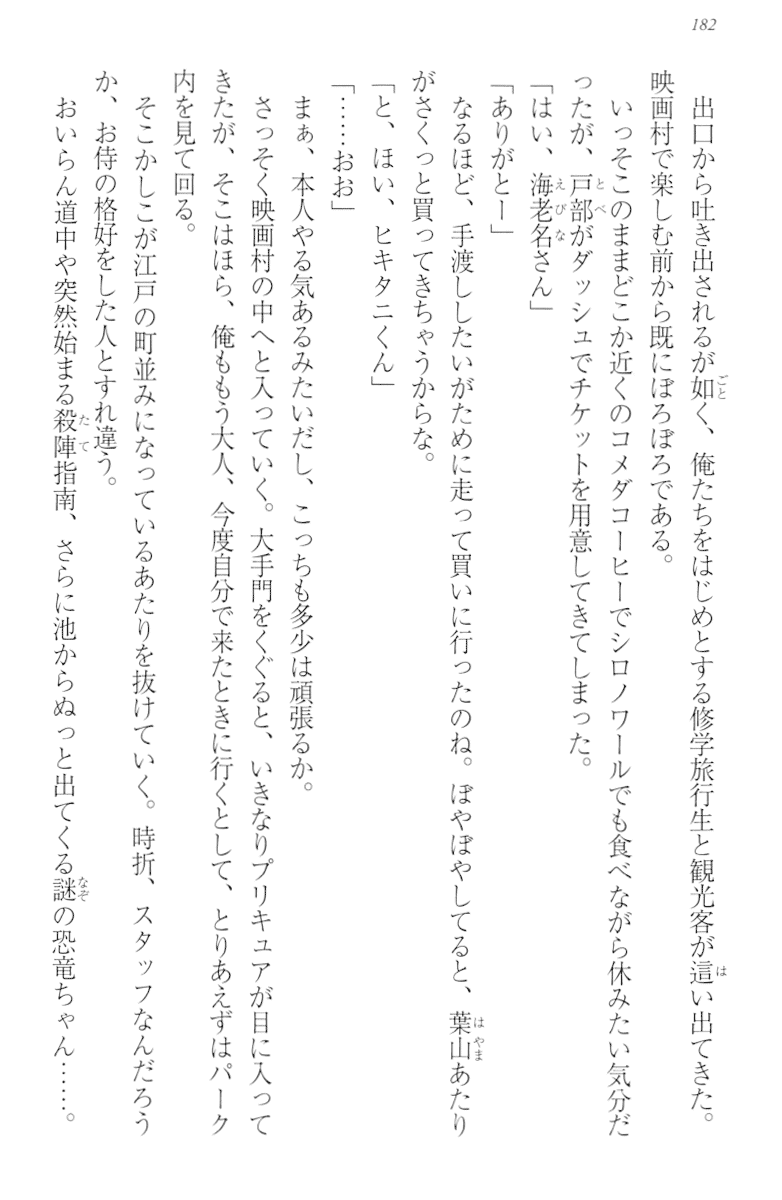 182
出口から吐き出されるが如く、俺たちをはじめとする修学旅行生と観光客が這い出てきた。
映画村で楽しむ前から既にぼろぼろである。
いっそこのままどこか近くのコメダコーヒーでシロノワールでも食べながら休みたい気分だ
ったが、戸部がダッシュでチケットを用意してきてしまった。
「はい、海老名さん」
「ありがとー」
なるほど、手渡ししたいがために走って買いに行ったのね。ぼやぼやしてると、葉山あたり
がさくっと買ってきちゃうからな。
「と、ほい、ヒキタニくん」
「……おお」
まぁ、本人やる気あるみたいだし、こっちも多少は頑張るか。
さっそく映画村の中へと入っていく。大手門をくぐると、いきなりプリキュアが目に入って
きたが、そこはほら、俺ももう大人、今度自分で来たときに行くとして、とりあえずはパーク
内を見て回る。
そこかしこが江戸の町並みになっているあたりを抜けていく。時折、スタッフなんだろう
か、お侍の格好をした人とすれ違う。
おいらん道中や突然始まる殺陣指南、さらに池からぬっと出てくる謎の恐竜ちゃん……。